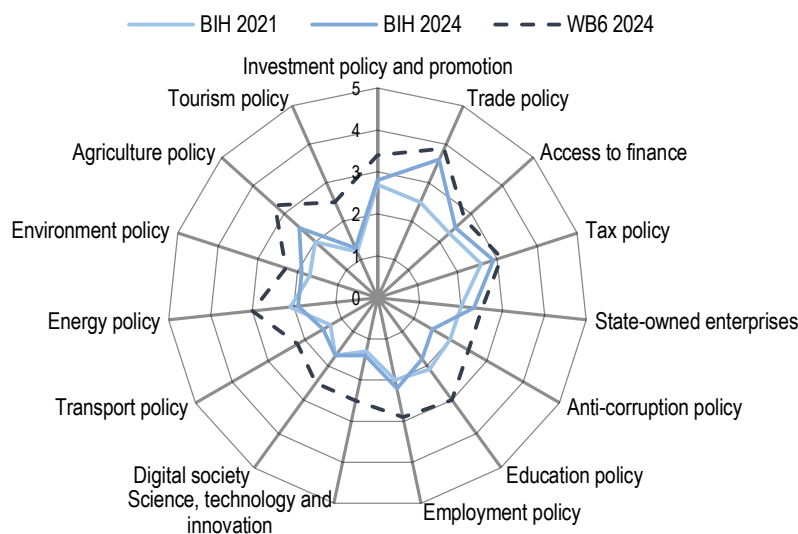 BIH 2021
BIH 2024
WB6 2024
Investment policy and promotion
Trade policy
Access to finance
Tax policy
State-owned enterprises
Anti-corruption policy
Education policy
Employment policy
Science, technology and
innovation
Digital society
Transport policy
Energy policy
Environment policy
Agriculture policy
Tourism policy
5
4
3
2
1
0